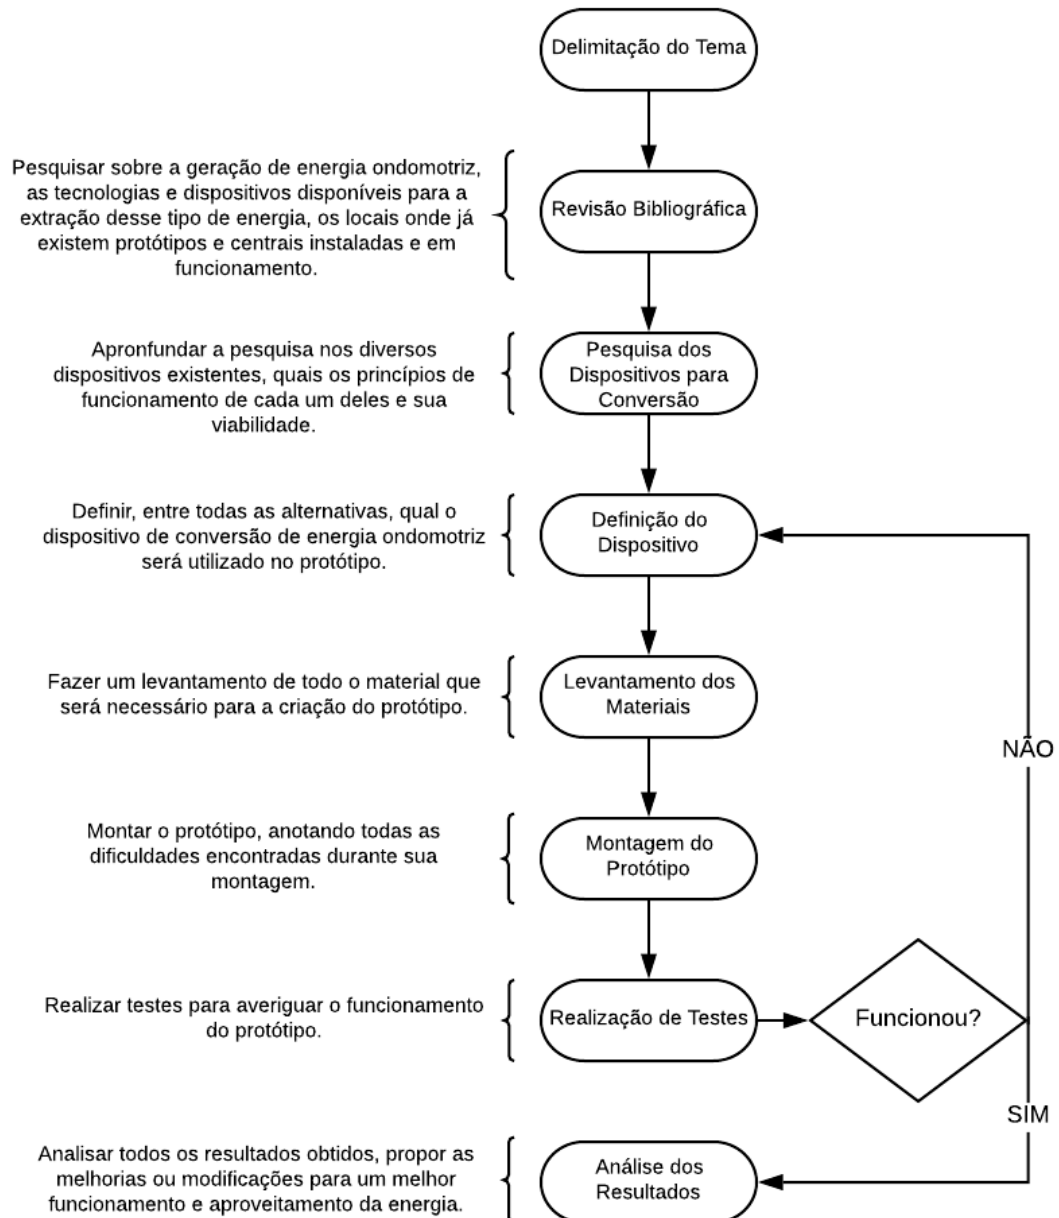 Delimitação do Tema
Pesquisar sobre a geração de energia ondomotriz,
as tecnologias e dispositivos disponíveis para a
extração desse tipo de energia, os locais onde já
existem protótipos e centrais instaladas e em
funcionamento.
Revisão Bibliográfica
Apronfundar a pesquisa nos diversos
dispositivos existentes, quais os princípios de
funcionamento de cada um deles e sua
viabilidade.
Pesquisa dos
Dispositivos para
Conversão
Definir, entre todas as alternativas, qual o
dispositivo de conversão de energia ondomotriz
será utilizado no protótipo.
Definição do
Dispositivo
Fazer um levantamento de todo o material que
será necessário para a criação do protótipo.
Levantamento dos
Materiais
NÃO
Montar o protótipo, anotando todas as
dificuldades encontradas durante sua
montagem.
Montagem do
Protótipo
Realizar testes para averiguar o funcionamento
do protótipo.
Realização de Testes
Funcionou?
SIM
Analisar todos os resultados obtidos, propor as
melhorias ou modificações para um melhor
funcionamento e aproveitamento da energia.
Análise dos
Resultados